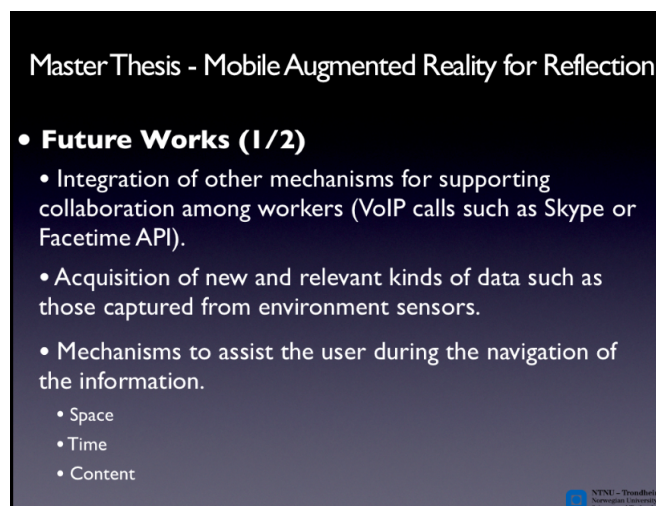 Master Thesis - Mobile Augmented Reality for Reflection
• Future Works (1/2)
• Integration of other mechanisms for supporting
collaboration among workers (VoIP calls such as Skype or
Facetime API).
• Acquisition of new and relevant kinds of data such as
those captured from environment sensors.
• Mechanisms to assist the user during the navigation of
the information.
• Space
• Time
• Content
NTNU – Trondhei
Norwegian University